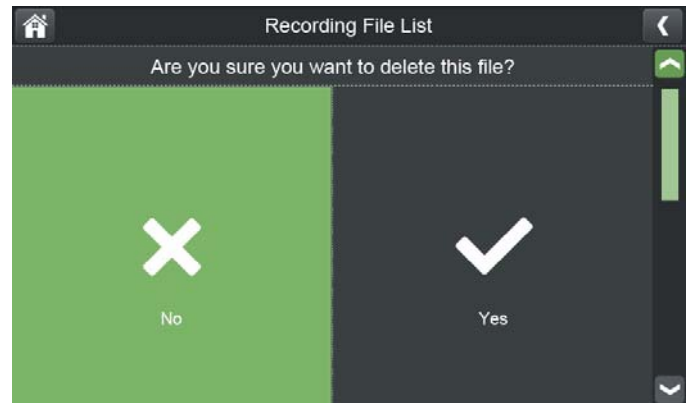 Recording File List
Are you sure you want to delete this file?
No
Yes